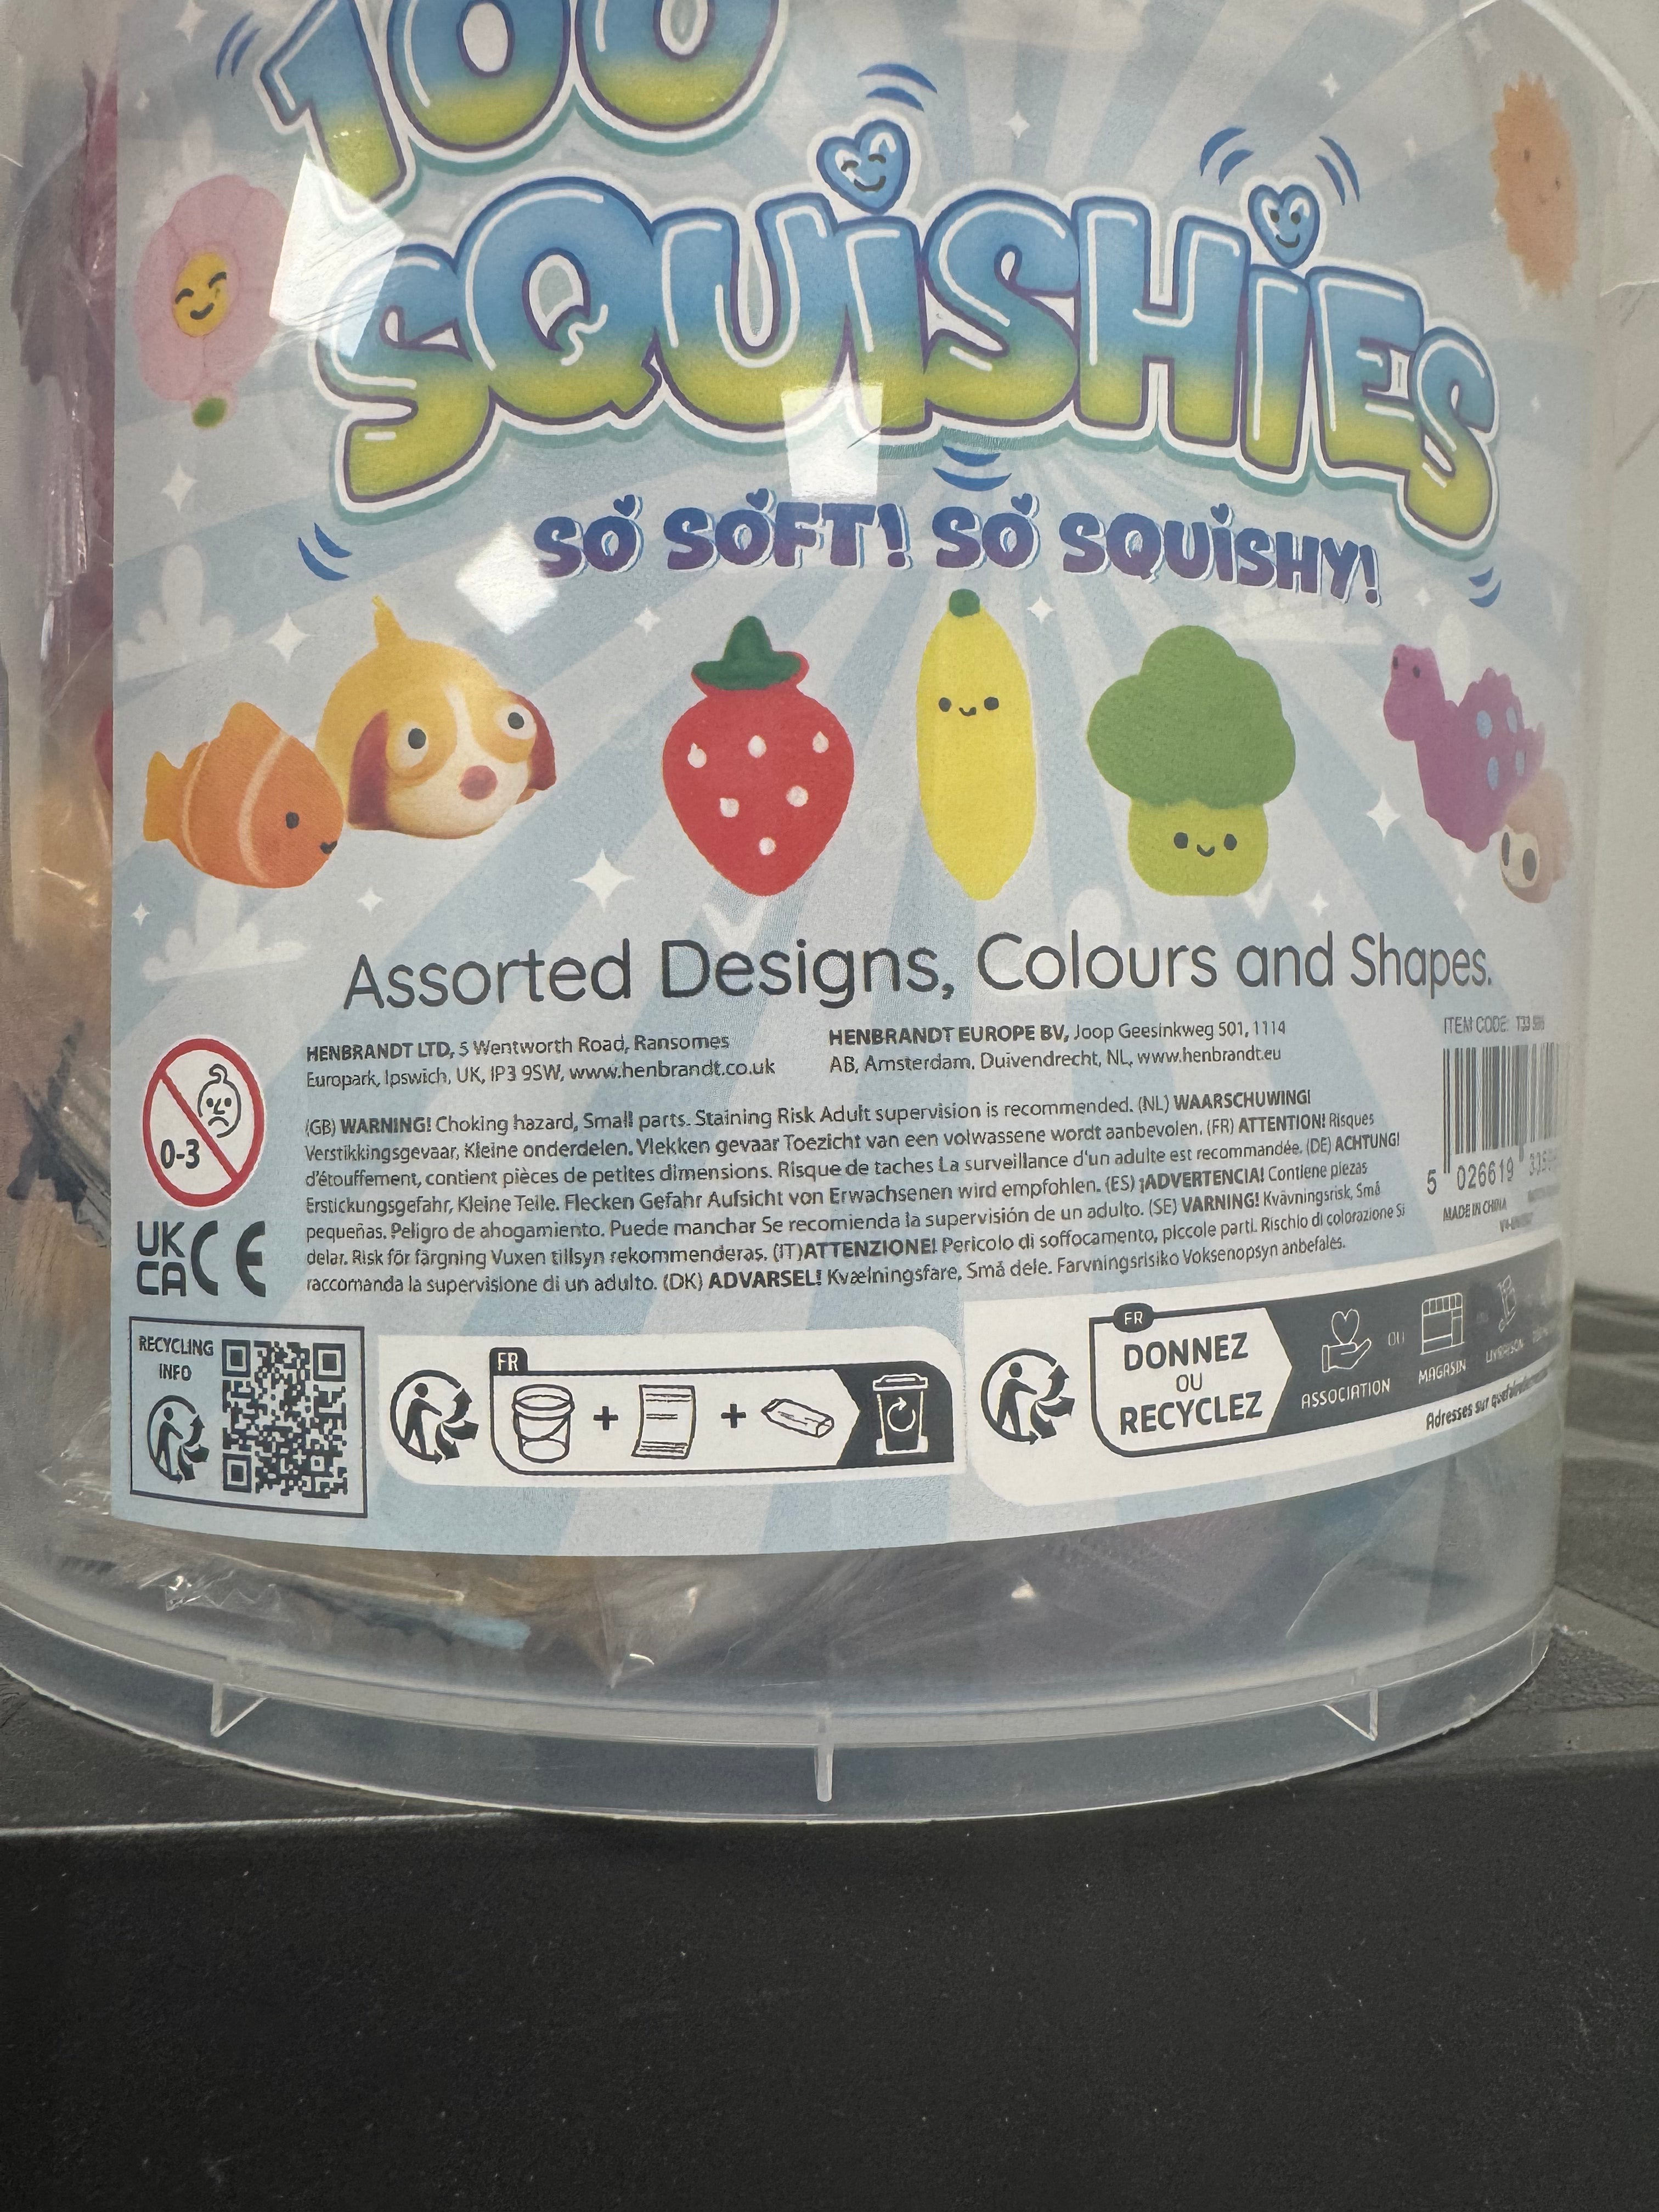 100
SQUiSHiES
SO SOFT! SO SQUiSHY!
Assorted Designs, Colours and Shapes.
HENBRANDT LTD, 5 Wentworth Road, Ransomes
Europark, Ipswich, UK, IP3 9SW, www.henbrandt.co.uk
HENBRANDT EUROPE BV, Joop Geesinkweg 501, 1114
AB, Amsterdam, Duivendrecht, NL, www.henbrandt.eu
ITEM CODE: T33
0-3
(GB) WARNING! Choking hazard, Small parts. Staining Risk Adult supervision is recommended. (NL) WAARSCHUWING!
Verstikkingsgevaar, Kleine onderdelen. Vlekken gevaar Toezicht van een volwassene wordt aanbevolen. (FR) ATTENTION! Risques
d'étouffement, contient pièces de petites dimensions. Risque de taches La surveillance d'un adulte est recommandée. (DE) ACHTUNG!
Erstickungsgefahr, Kleine Teile. Flecken Gefahr Aufsicht von Erwachsenen wird empfohlen. (ES) ¡ADVERTENCIA! Contiene piezas
pequeñas. Peligro de ahogamiento. Puede manchar Se recomienda la supervisión de un adulto. (SE) VARNING! Kvävningsrisk, Små
delar. Risk för färgning Vuxen tillsyn rekommenderas. (IT)ATTENZIONE! Pericolo di soffocamento, piccole parti. Rischio di colorazione Si
raccomanda la supervisione di un adulto. (DK) ADVARSEL! Kvælningsfare, Små dele. Farvningsrisiko Voksenopsyn anbefales.
5 026619
MADE IN CHINA
UK
CA
CE
RECYCLING
INFO
FR
FR
DONNEZ
OU
RECYCLEZ
ASSOCIATION
OU
MAGASIN
LIVRAISON
Adresses sur